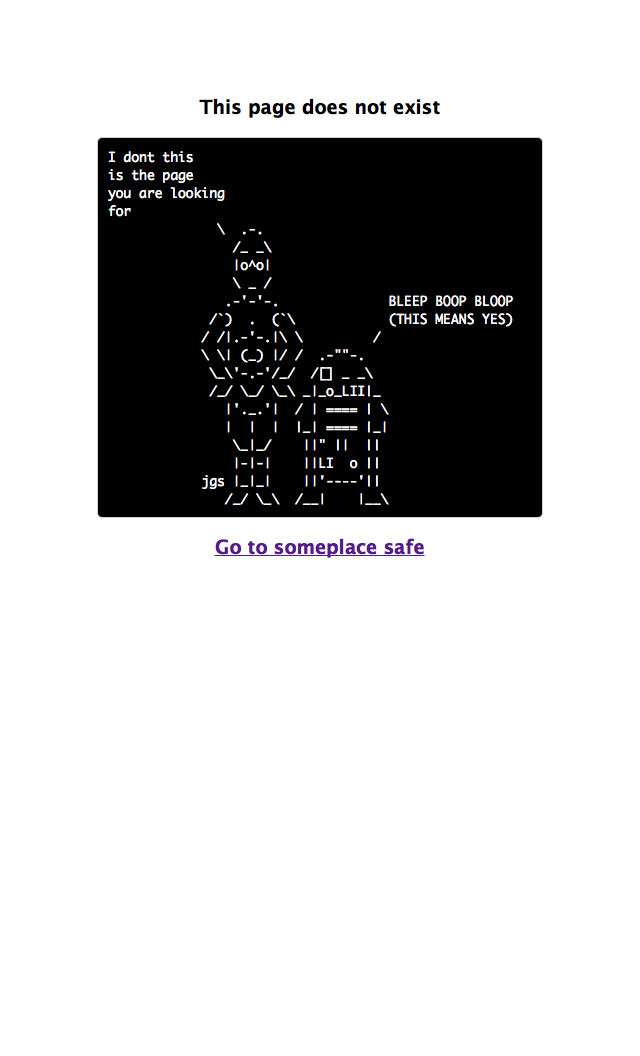 This page does not exist
I dont this
is the page
you are looking
for
BLEEP BOOP BLOOP
(THIS MEANS YES)
LI o
jgs
Go to someplace safe